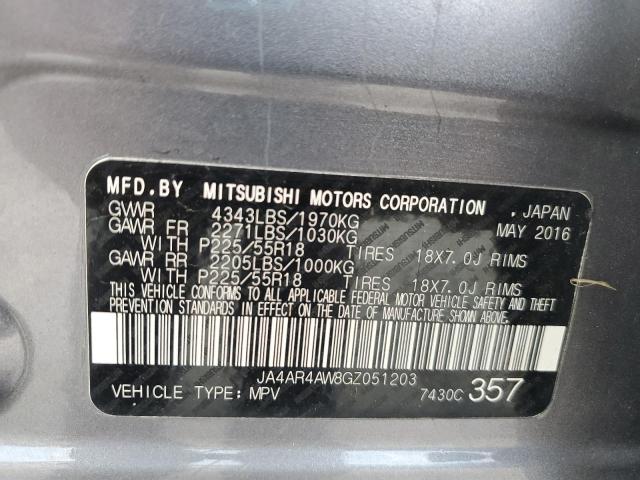 MFD.BY MITSUBISHI MOTORS CORPORATION , JAPAN
GVWR 4343LBS/1970KG MAY 2016
GAWR FR 2271LBS/1030KG
WITH P225/55R18 TIRES 18X7.0J RIMS
GAWR RR 2205LBS/1000KG
WITH P225/55R18 TIRES 18X7.0J RIMS
THIS VEHICLE CONFORMS TO ALL APPLICABLE FEDERAL MOTOR VEHICLE SAFETY AND THEFT
PREVENTION STANDARDS IN EFFECT ON THE DATE OF MANUFACTURE SHOWN ABOVE.
JA4AR4AW8GZ051203
VEHICLE TYPE: MPV 7430C 357